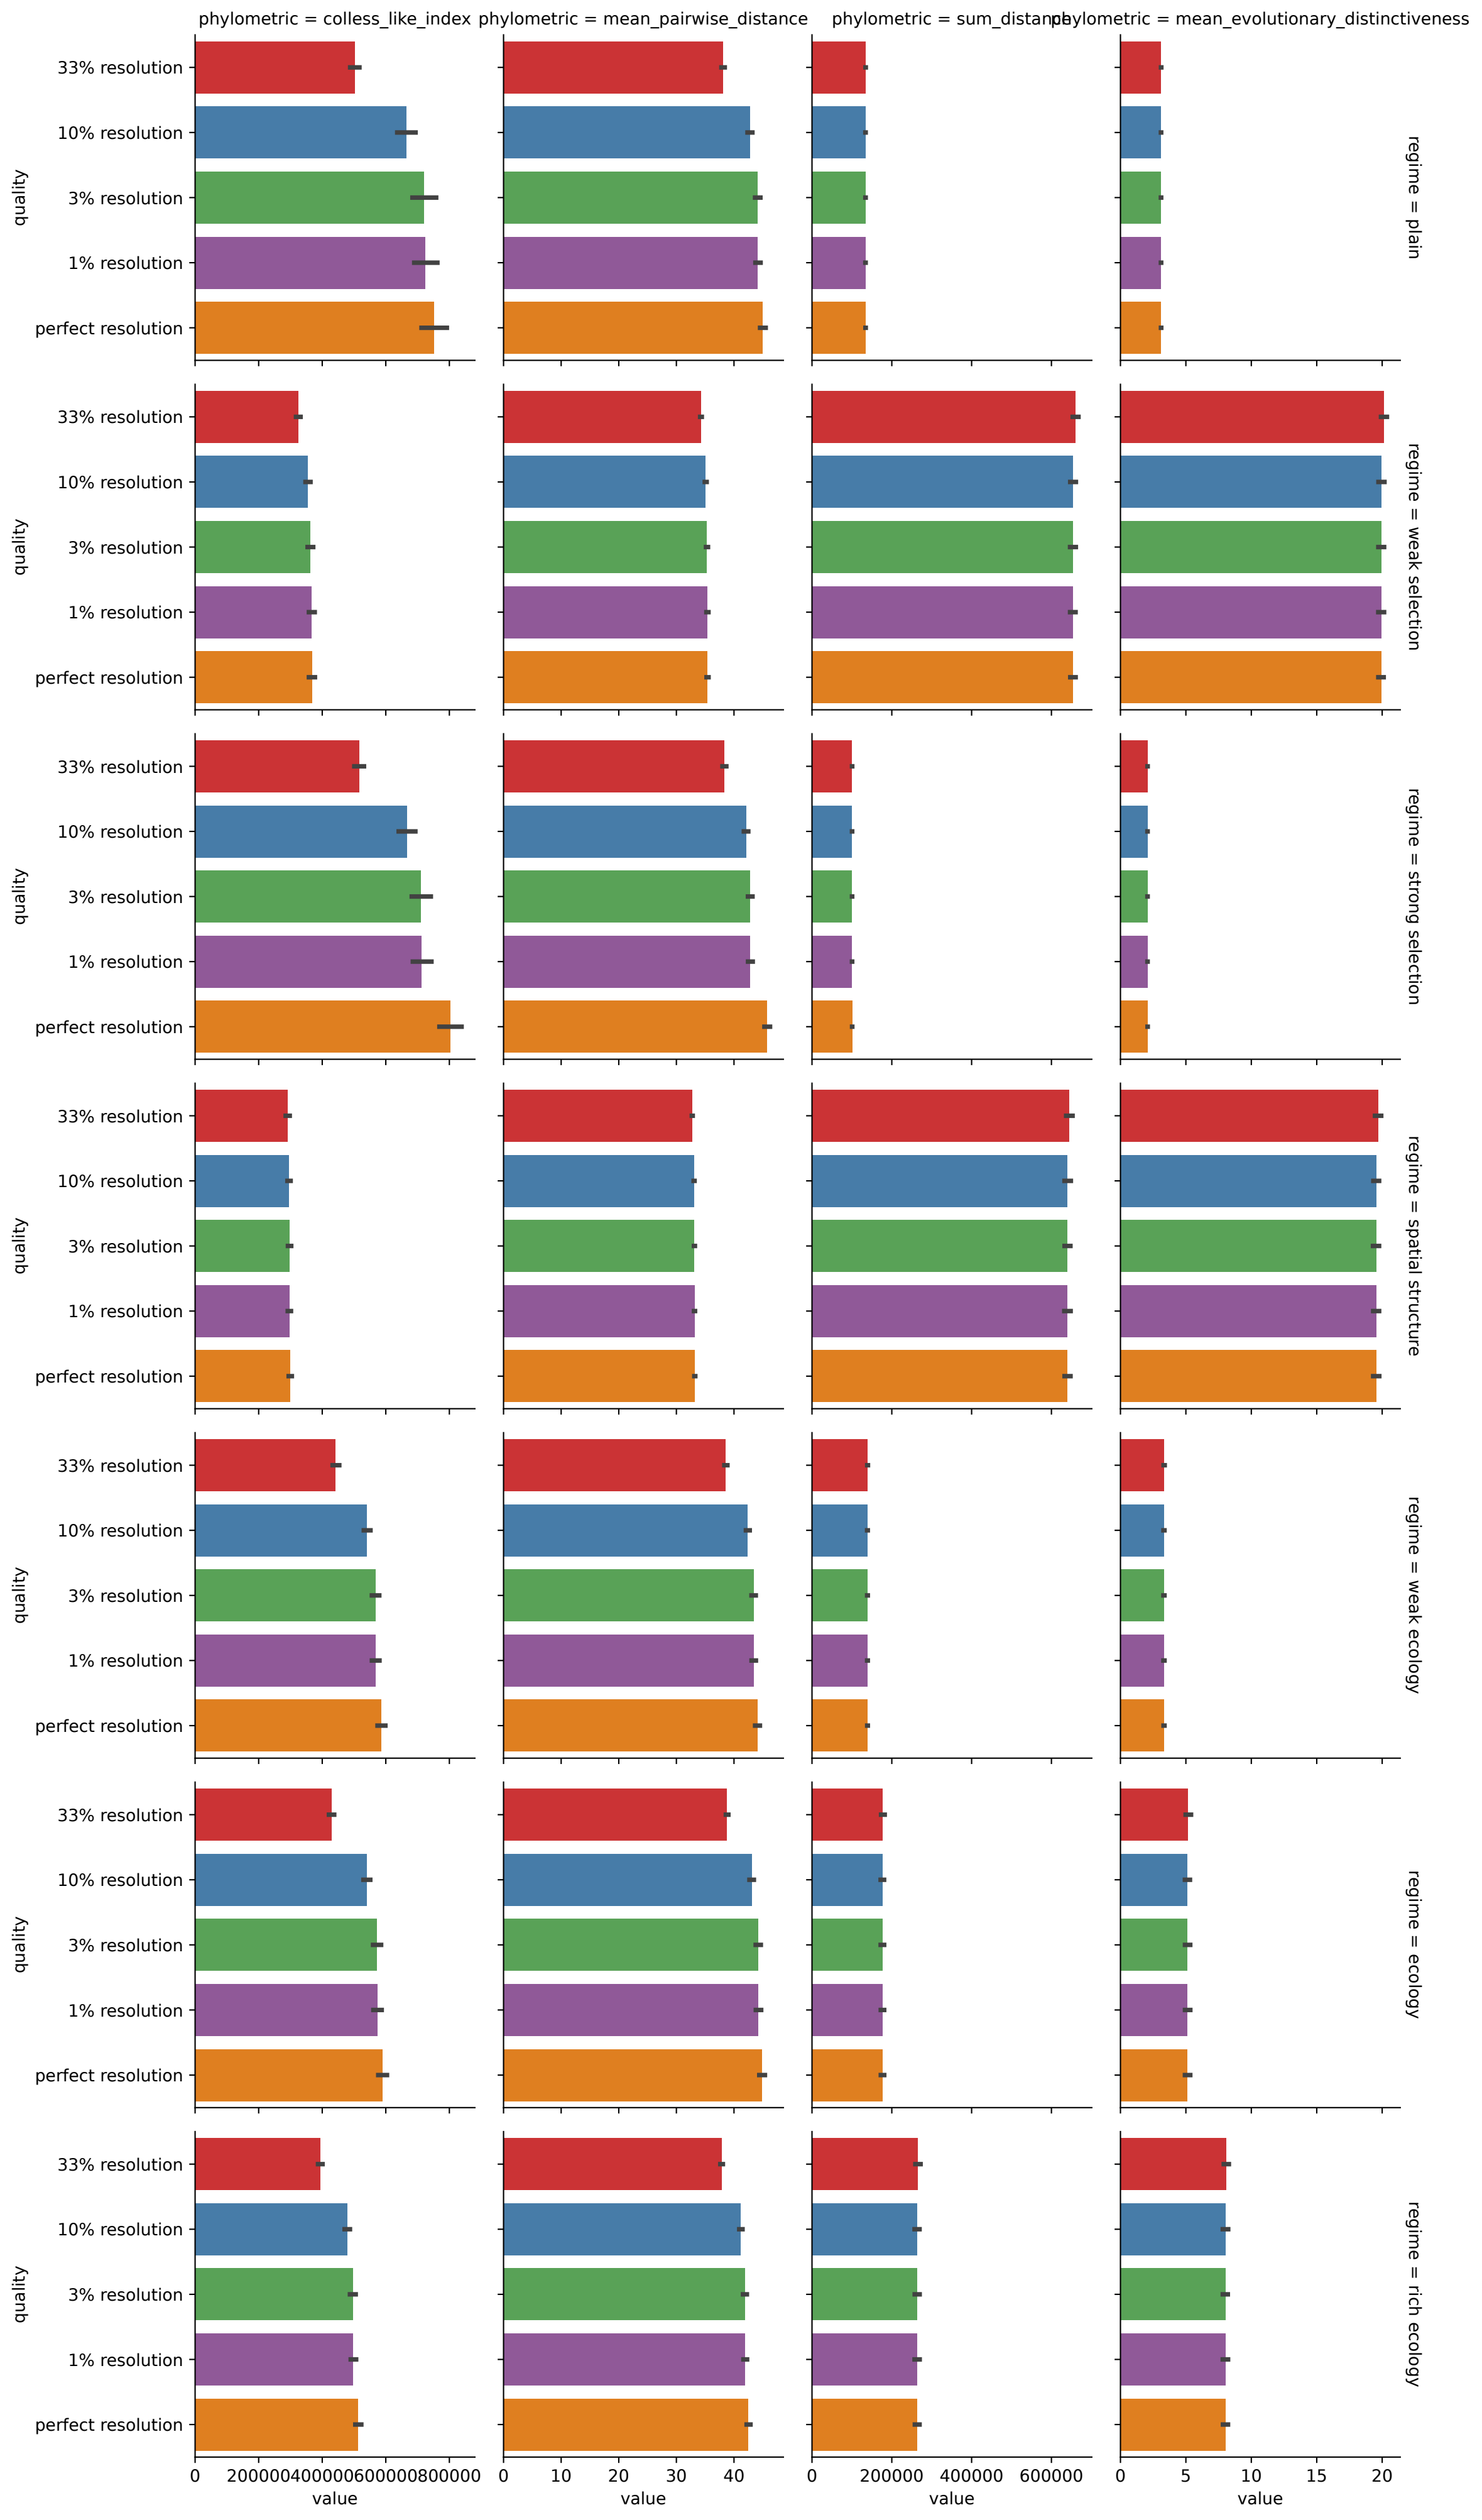 phylometric = colless_like_index
phylometric = mean_pairwise_distance
phylometric = sum_distance
phylometric = mean_evolutionary_distinctiveness
33% resolution
10% resolution
3% resolution
1% resolution
perfect resolution
quality
regime = plain
33% resolution
10% resolution
3% resolution
1% resolution
perfect resolution
quality
regime = weak selection
33% resolution
10% resolution
3% resolution
1% resolution
perfect resolution
quality
regime = strong selection
33% resolution
10% resolution
3% resolution
1% resolution
perfect resolution
quality
regime = spatial structure
33% resolution
10% resolution
3% resolution
1% resolution
perfect resolution
quality
regime = weak ecology
33% resolution
10% resolution
3% resolution
1% resolution
perfect resolution
quality
regime = ecology
33% resolution
10% resolution
3% resolution
1% resolution
perfect resolution
quality
regime = rich ecology
0 200000 400000 600000 800000
value
0 10 20 30 40
value
0 200000 400000 600000
value
0 5 10 15 20
value